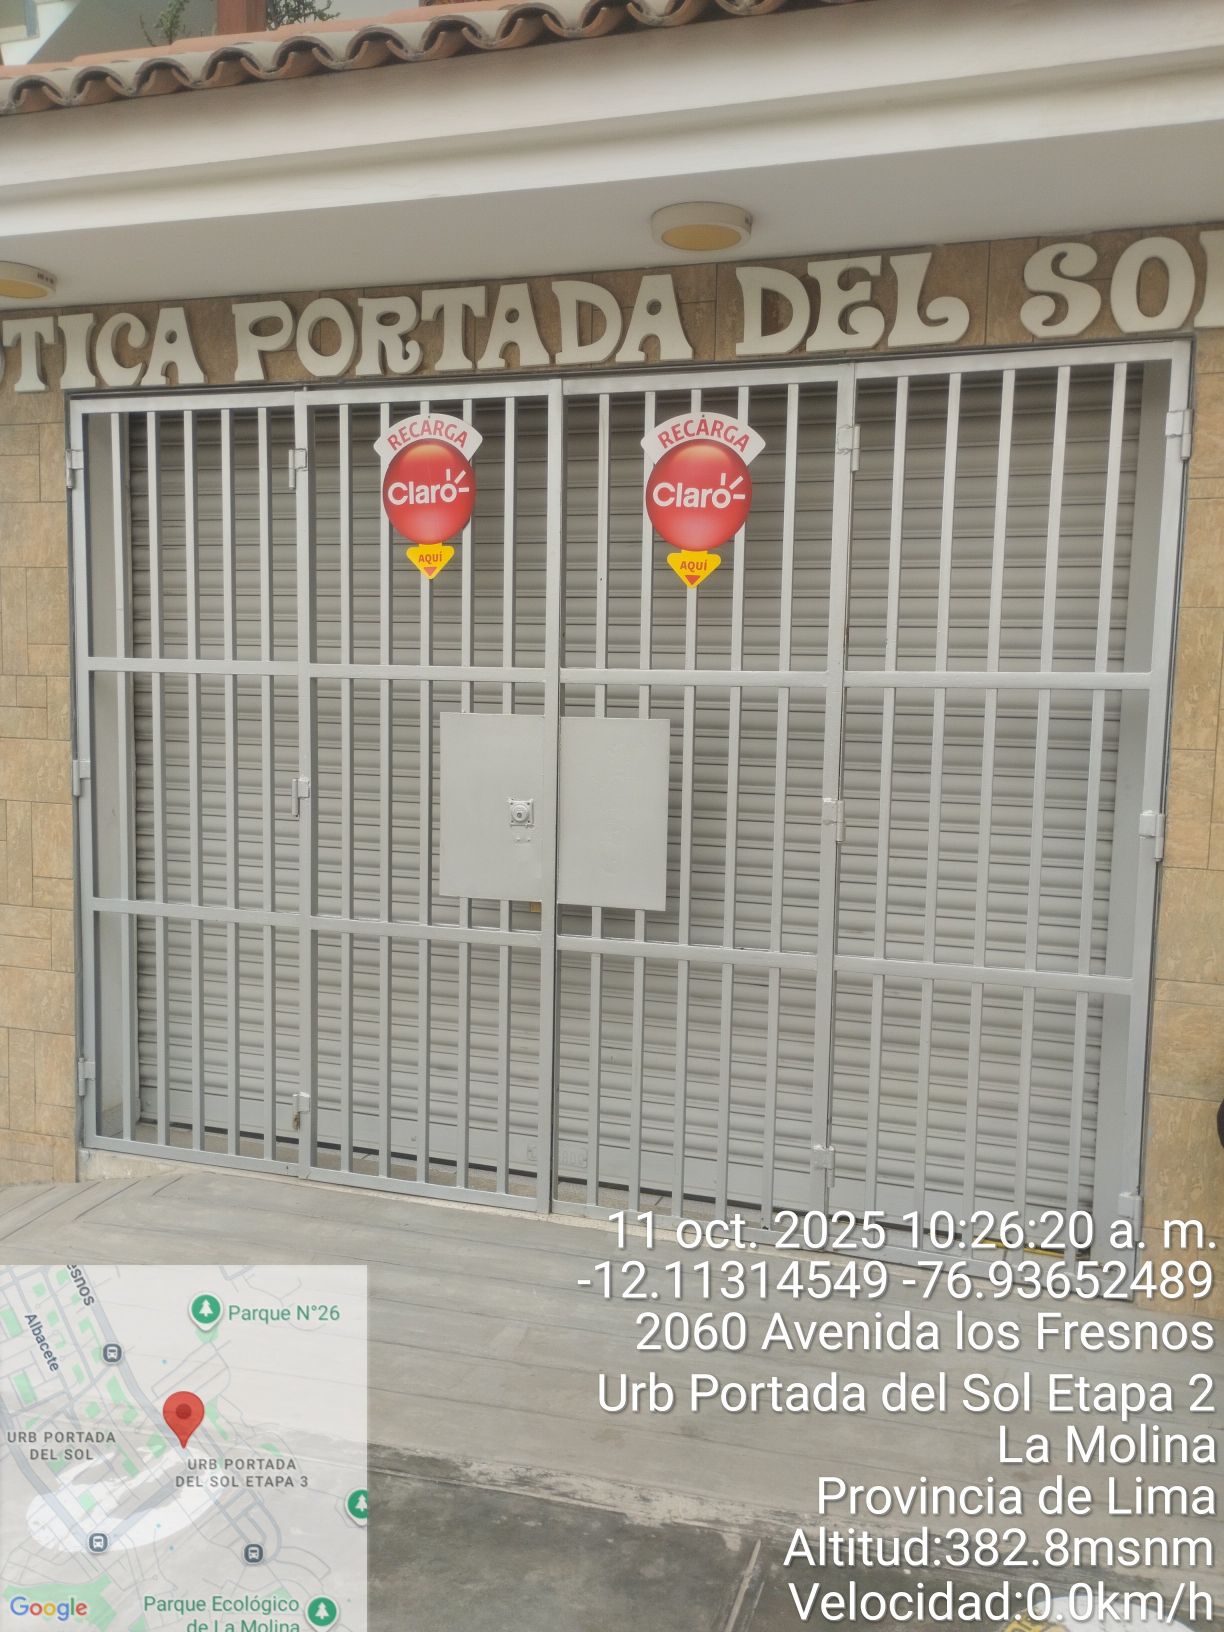 TICA PORTADA DEL SOL
RECARGA
Claro
AQUÍ
RECARGA
Claro
AQUÍ
11 oct. 2025 10:26:20 a. m.
-12.11314549 -76.93652489
2060 Avenida los Fresnos
Urb Portada del Sol Etapa 2
La Molina
Provincia de Lima
Altitud:382.8msnm
Velocidad:0.0km/h
esnos
Albacete
Parque N°26
URB PORTADA
DEL SOL
URB PORTADA
DEL SOL ETAPA 3
Parque Ecológico
de La Molina
Google